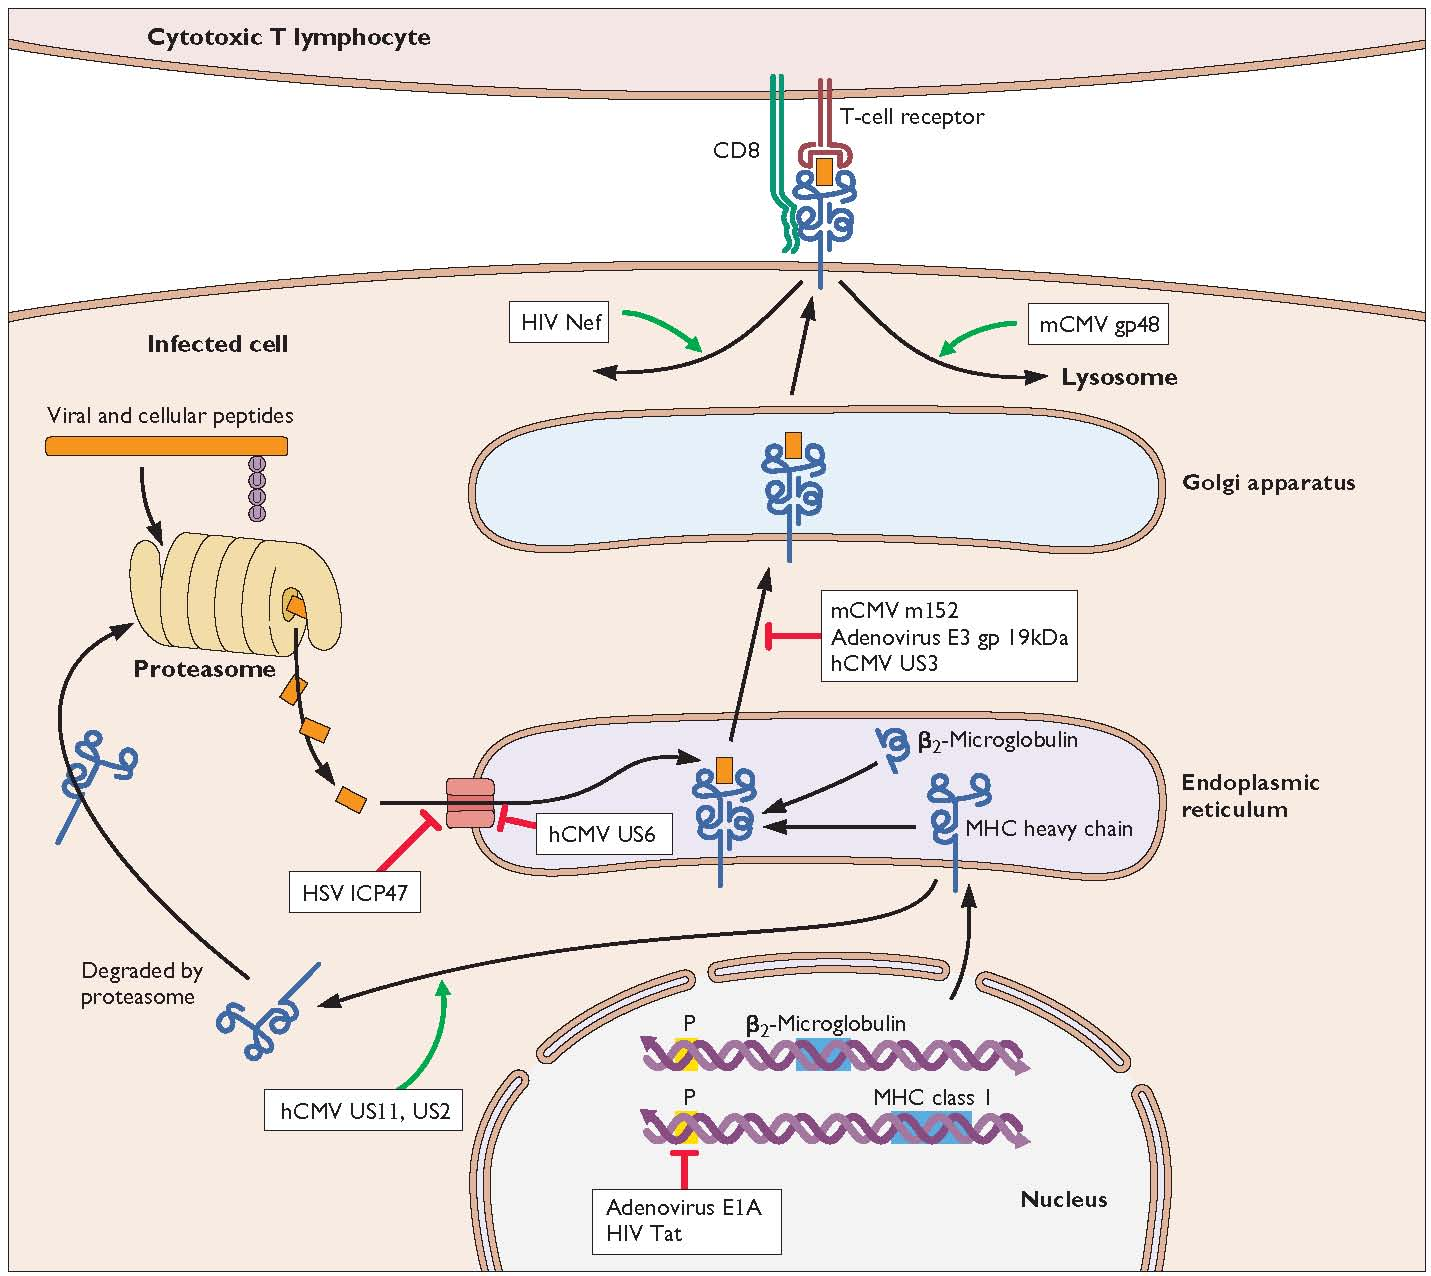 Cytotoxic T lymphocyte
T-cell receptor
CD8
HIV Nef
mCMV gp48
Infected cell
Lysosome
Viral and cellular peptides
U
U
U
U
Golgi apparatus
mCMV m152
Adenovirus E3 gp 19kDa
hCMV US3
Proteasome
β2-Microglobulin
Endoplasmic
reticulum
MHC heavy chain
hCMV US6
HSV ICP47
Degraded by
proteasome
P
β2-Microglobulin
hCMV US11, US2
P
MHC class I
Nucleus
Adenovirus E1A
HIV Tat